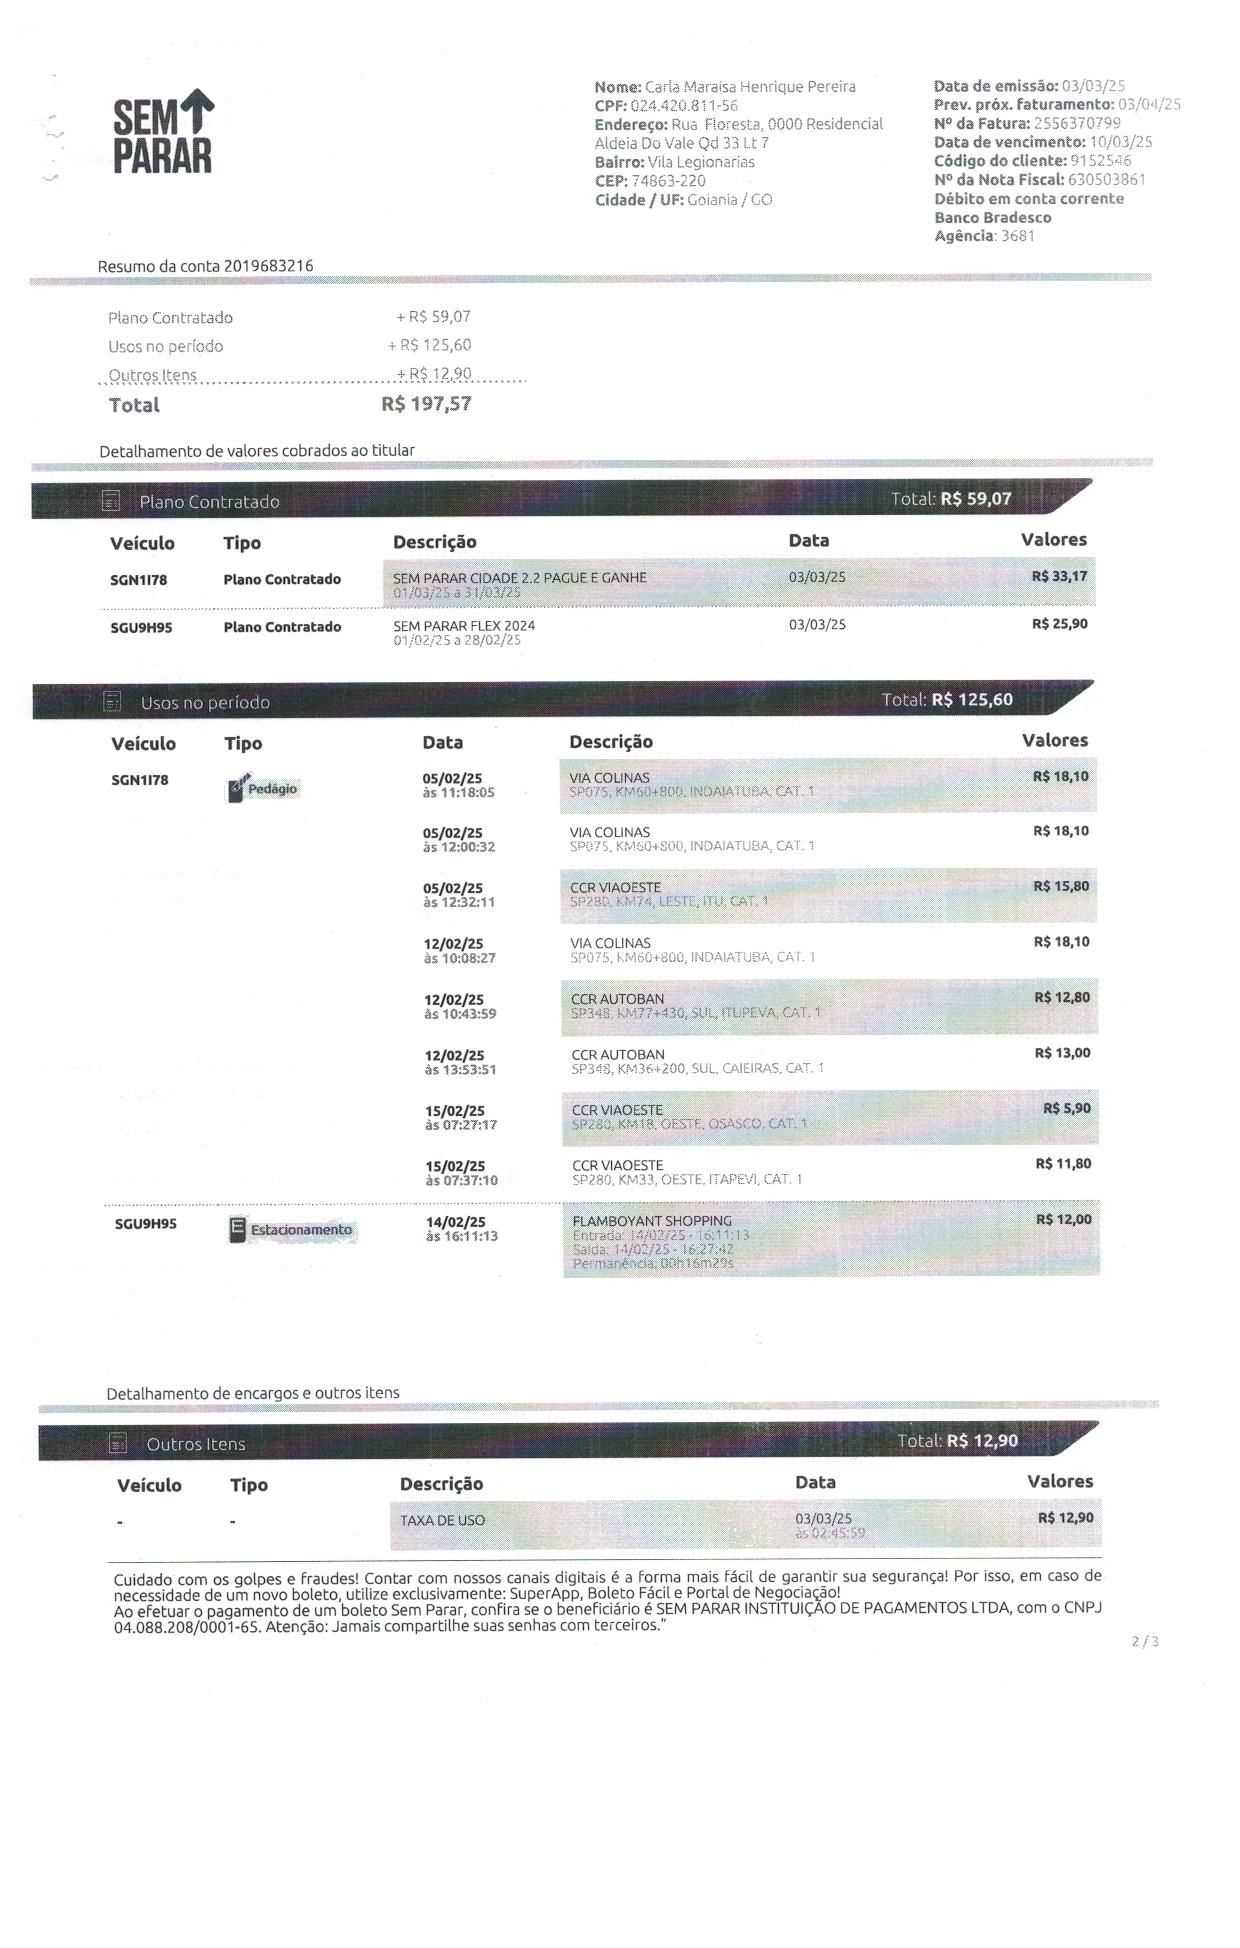 SEM PARAR
Nome: Carla Maraisa Henrique Pereira
CPF: 024.420.811-56
Endereço: Rua Floresta, 0000 Residencial
Aldeia Do Vale Qd 33 Lt 7
Bairro: Vila Legionarias
CEP: 74863-220
Cidade / UF: Goiania / GO
Data de emissão: 03/03/25
Prev. próx. faturamento: 03/04/25
Nº da Fatura: 2556370799
Data de vencimento: 10/03/25
Código do cliente: 9152546
Nº da Nota Fiscal: 630503861
Débito em conta corrente
Banco Bradesco
Agência: 3681
Resumo da conta 2019683216
Plano Contratado + R$ 59,07
Usos no período + R$ 125,60
Outros Itens + R$ 12,90
Total R$ 197,57
Detalhamento de valores cobrados ao titular
Plano Contratado Total: R$ 59,07
Veículo Tipo Descrição Data Valores
SGN1I78 Plano Contratado SEM PARAR CIDADE 2.2 PAGUE E GANHE 03/03/25 R$ 33,17
01/03/25 a 31/03/25
SGU9H95 Plano Contratado SEM PARAR FLEX 2024 03/03/25 R$ 25,90
01/02/25 a 28/02/25
Usos no período Total: R$ 125,60
Veículo Tipo Data Descrição Valores
SGN1I78 Pedágio 05/02/25 VIA COLINAS R$ 18,10
às 11:18:05 SP075, KM60+800, INDAIATUBA, CAT. 1
05/02/25 VIA COLINAS R$ 18,10
às 12:00:32 SP075, KM60+800, INDAIATUBA, CAT. 1
05/02/25 CCR VIAOESTE R$ 15,80
às 12:32:11 SP280, KM74, LESTE, ITU, CAT. 1
12/02/25 VIA COLINAS R$ 18,10
às 10:08:27 SP075, KM60+800, INDAIATUBA, CAT. 1
12/02/25 CCR AUTOBAN R$ 12,80
às 10:43:59 SP348, KM77+430, SUL, ITUPEVA, CAT. 1
12/02/25 CCR AUTOBAN R$ 13,00
às 13:53:51 SP348, KM36+200, SUL, CAIEIRAS, CAT. 1
15/02/25 CCR VIAOESTE R$ 5,90
às 07:27:17 SP280, KM18, OESTE, OSASCO, CAT. 1
15/02/25 CCR VIAOESTE R$ 11,80
às 07:37:10 SP280, KM33, OESTE, ITAPEVI, CAT. 1
SGU9H95 Estacionamento 14/02/25 FLAMBOYANT SHOPPING R$ 12,00
às 16:11:13 Entrada: 14/02/25 - 16:11:13
Saída: 14/02/25 - 16:27:42
Permanência: 00h16m29s
Detalhamento de encargos e outros itens
Outros Itens Total: R$ 12,90
Veículo Tipo Descrição Data Valores
- - TAXA DE USO 03/03/25 R$ 12,90
às 02:45:59
Cuidado com os golpes e fraudes! Contar com nossos canais digitais é a forma mais fácil de garantir sua segurança! Por isso, em caso de
necessidade de um novo boleto, utilize exclusivamente: SuperApp, Boleto Fácil e Portal de Negociação!
Ao efetuar o pagamento de um boleto Sem Parar, confira se o beneficiário é SEM PARAR INSTITUIÇÃO DE PAGAMENTOS LTDA, com o CNPJ
04.088.208/0001-65. Atenção: Jamais compartilhe suas senhas com terceiros."
2 / 3